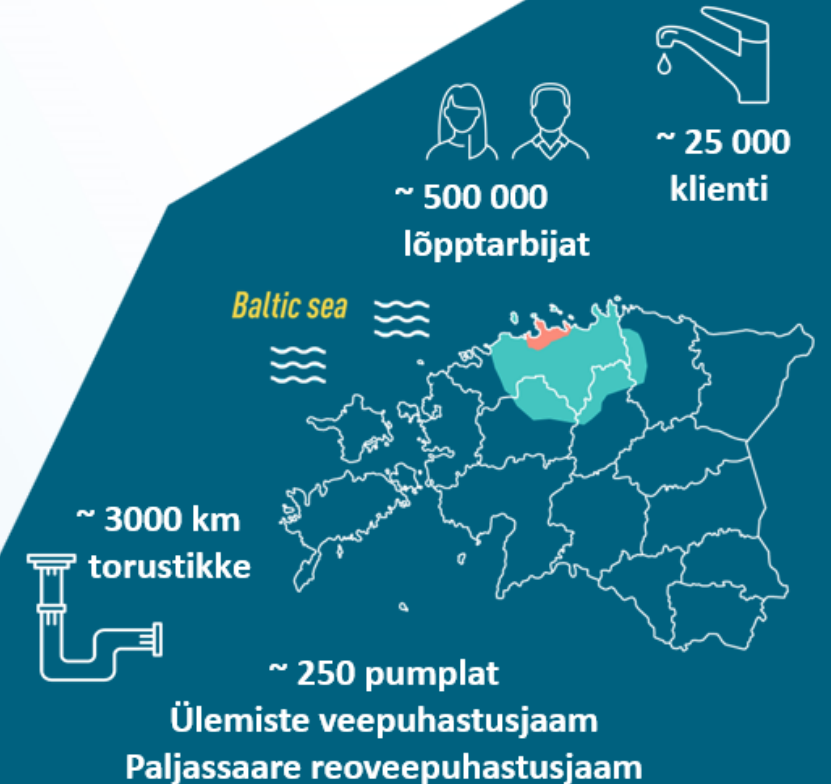 ~ 25 000
klienti
~ 500 000
lõpptarbijat
Baltic sea
~ 3000 km
torustikke
~ 250 pumplat
Ülemiste veepuhastusjaam
Paljassaare reoveepuhastusjaam